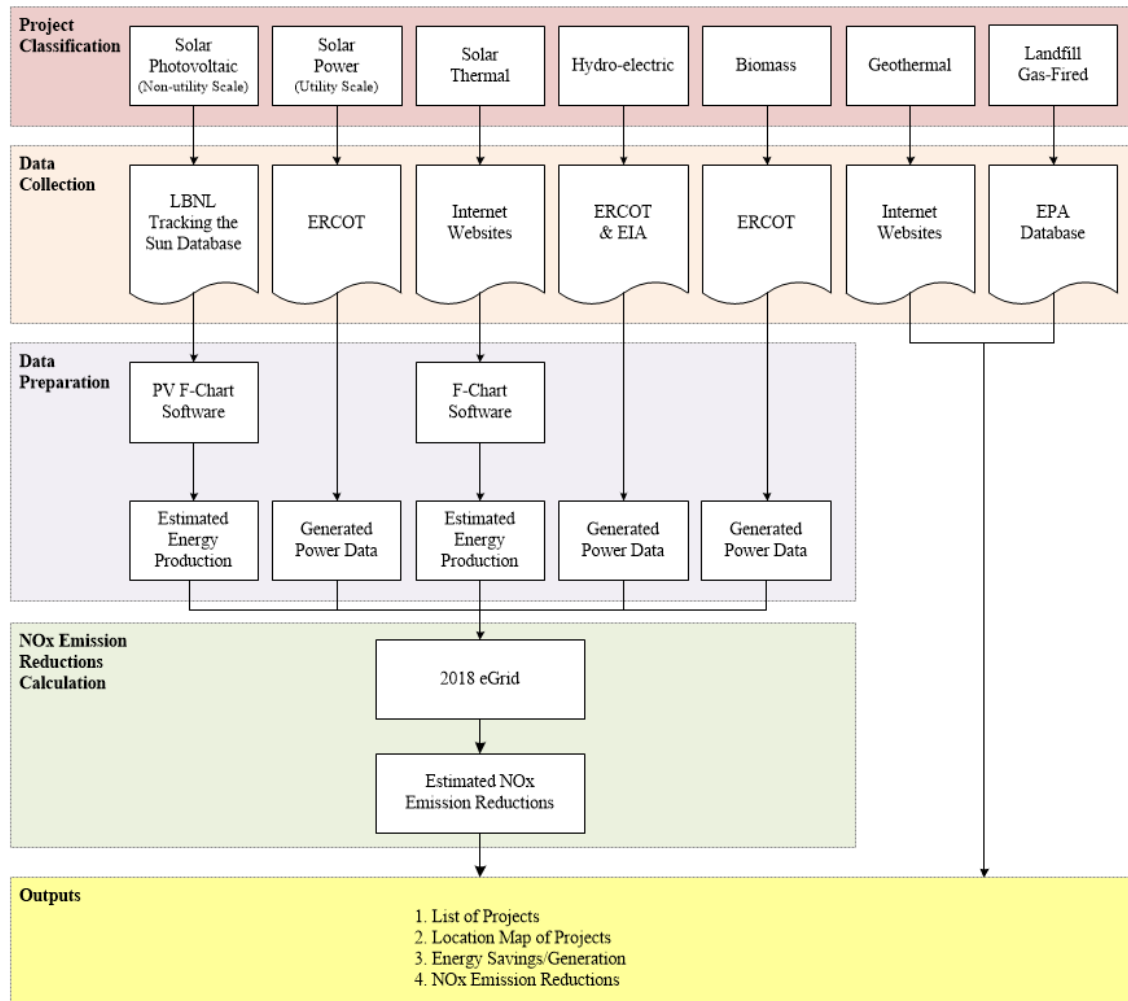 Project
Classification
Solar
Photovoltaic
(Non-utility Scale)
Solar
Power
(Utility Scale)
Solar
Thermal
Hydro-electric
Biomass
Geothermal
Landfill
Gas-Fired
Data
Collection
LBNL
Tracking the
Sun Database
ERCOT
Internet
Websites
ERCOT
& EIA
ERCOT
Internet
Websites
EPA
Database
Data
Preparation
PV F-Chart
Software
F-Chart
Software
Estimated
Energy
Production
Generated
Power Data
Estimated
Energy
Production
Generated
Power Data
Generated
Power Data
NOx Emission
Reductions
Calculation
2018 eGrid
Estimated NOx
Emission Reductions
Outputs
1. List of Projects
2. Location Map of Projects
3. Energy Savings/Generation
4. NOx Emission Reductions